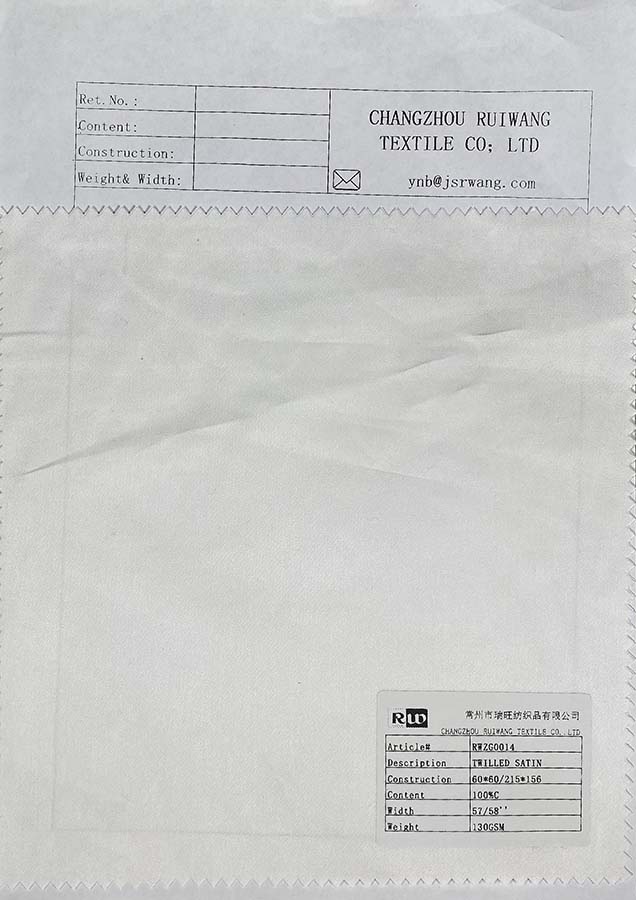 Ret.No.:
Content:
Construction:
Weight& Width:
CHANGZHOU RUIWANG
TEXTILE CO; LTD
ynb@jsrwang.com
RW
常州市瑞旺纺织品有限公司
CHANGZHOU RUIWANG TEXTILE CO.,LTD
Article# RWZG0014
Description TWILLED SATIN
Construction 60*60/215*156
Content 100%C
Width 57/58''
Weight 130GSM